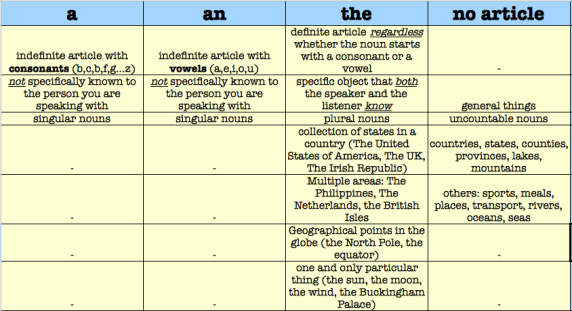 a an the no article
definite article regardless
whether the noun starts
indefinite article with indefinite article with with a consonant or a
consonants (b,c,b,f,g...z) vowels (a,e,i,o,u) vowel -
not specifically known to not specifically known to specific object that both
the person you are the person you are the speaker and the
speaking with speaking with listener know general things
singular nouns singular nouns plural nouns uncountable nouns
collection of states in a
country (The United countries, states, counties,
States of America, The UK, provinces, lakes,
- - The Irish Republic) mountains
Multiple areas: The
Philippines, The others: sports, meals,
Netherlands, the British places, transport, rivers,
- - Isles oceans, seas
Geographical points in the
globe (the North Pole, the
- - equator) -
one and only particular
thing (the sun, the moon,
the wind, the Buckingham
- - Palace) -